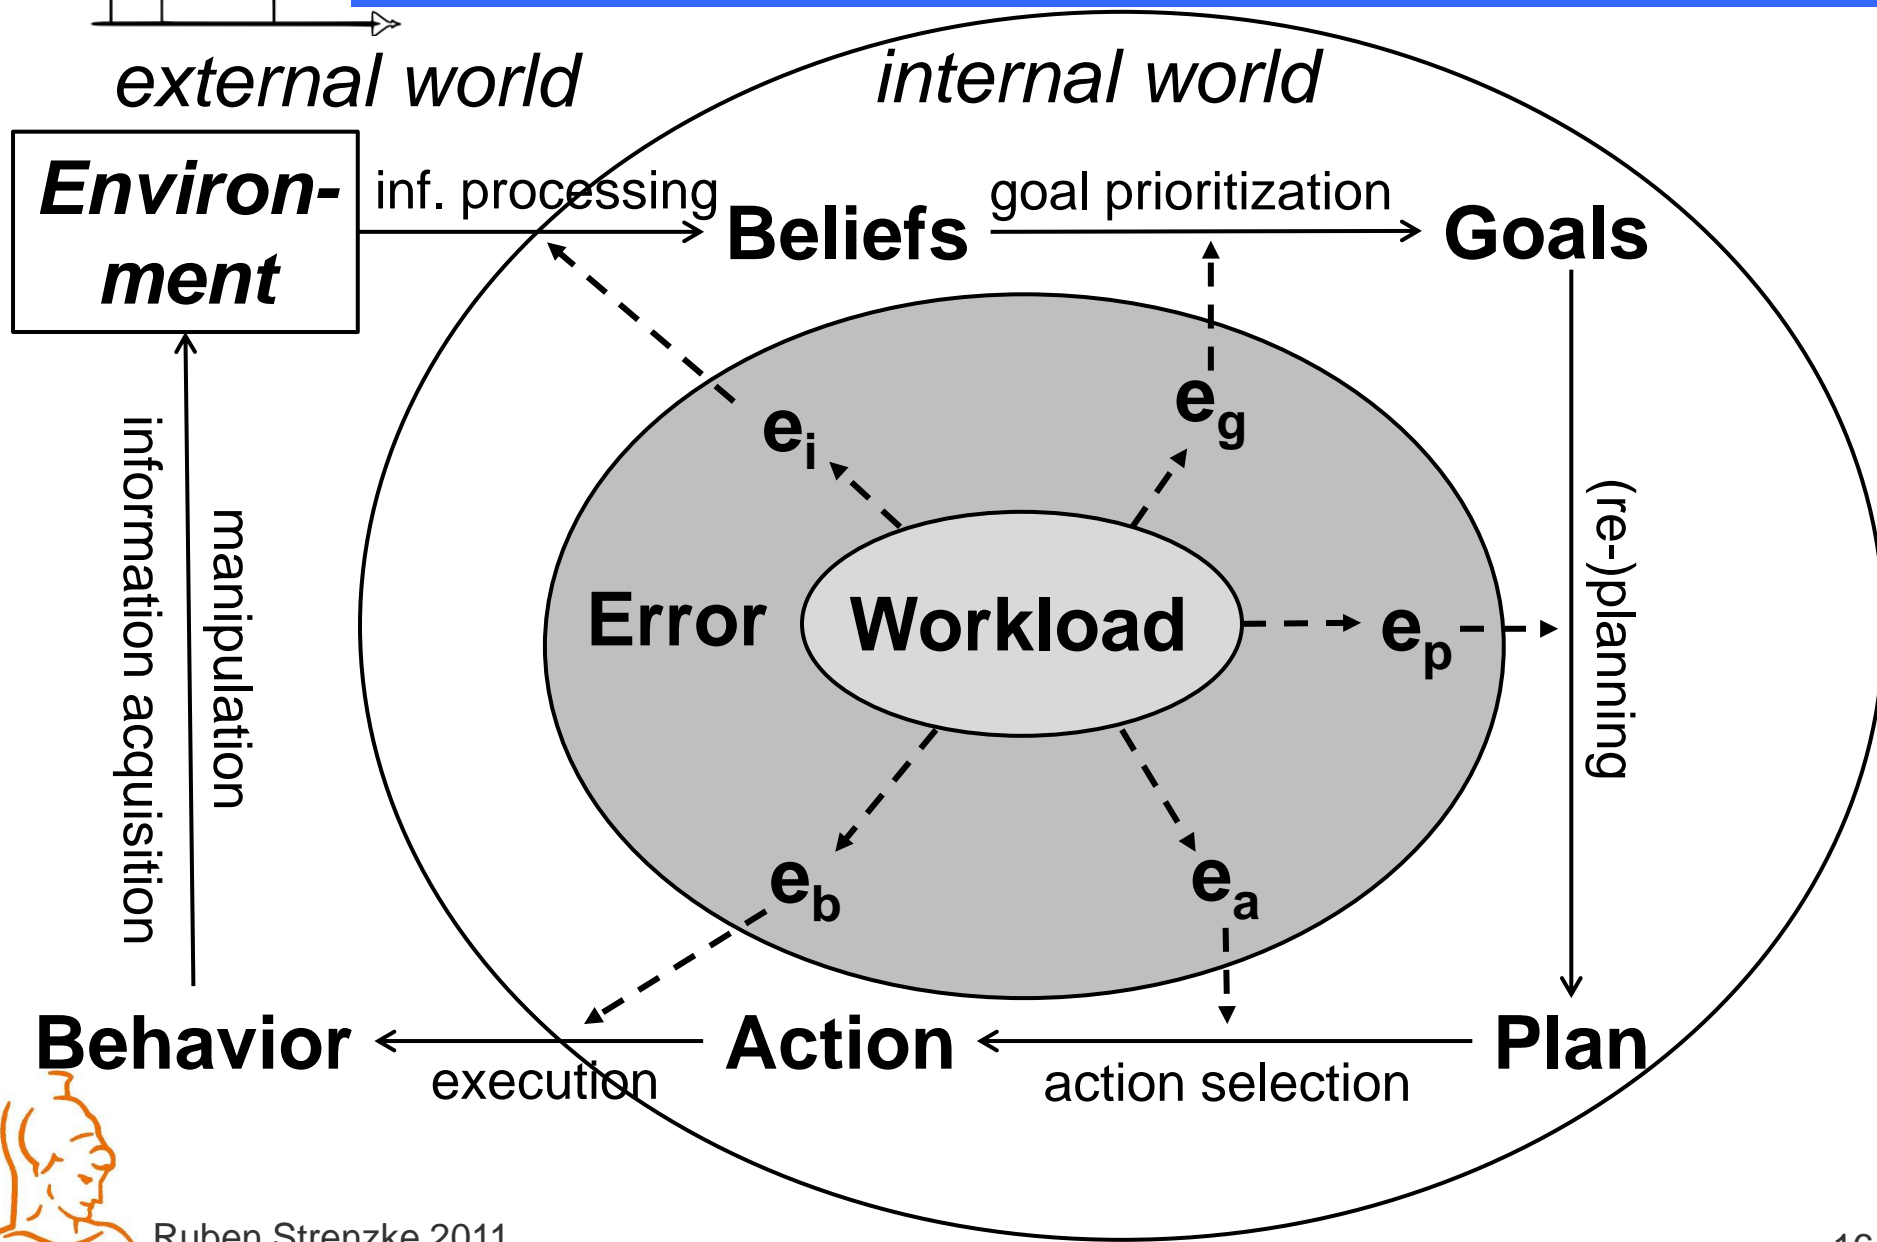 external world
internal world
Environ-
ment
inf. processing
Beliefs
goal prioritization
Goals
ei
eg
information acquisition
manipulation
Error
Workload
ep
(re-)planning
eb
ea
Behavior
execution
Action
action selection
Plan
Ruben Strenzke 2011
16